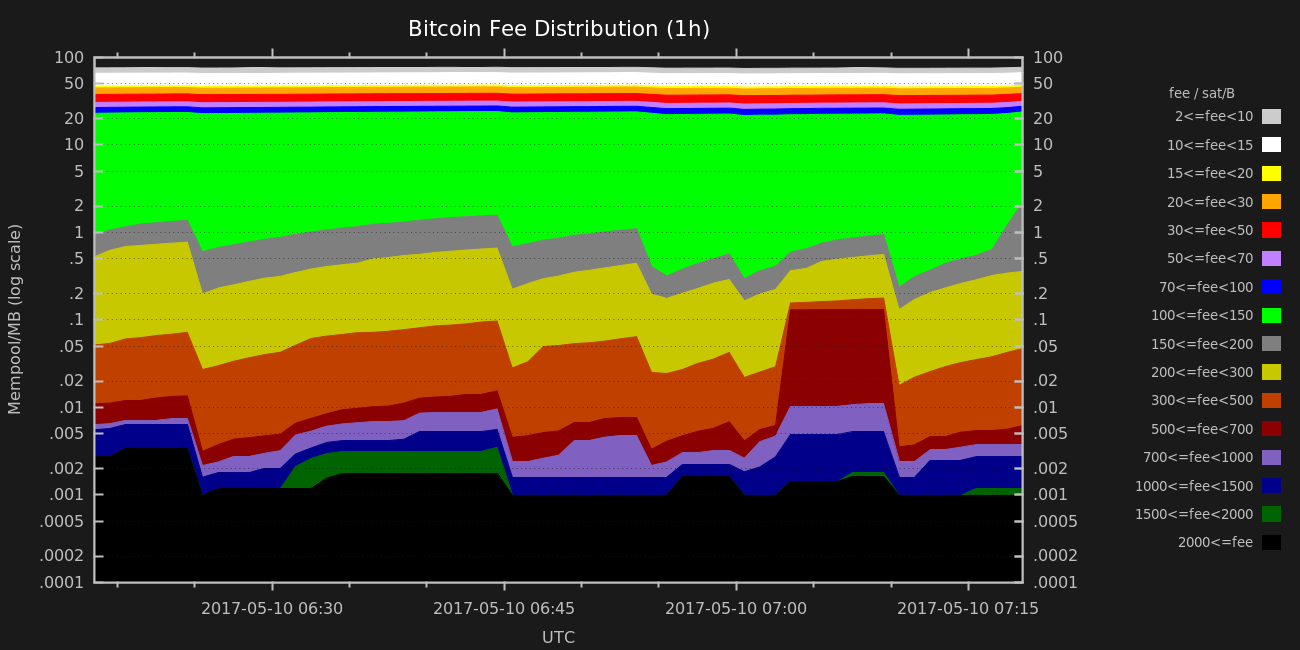 Bitcoin Fee Distribution (1h)
Mempool/MB (log scale)
100
50
20
10
5
2
1
.5
.2
.1
.05
.02
.01
.005
.002
.001
.0005
.0002
.0001
100
50
20
10
5
2
1
.5
.2
.1
.05
.02
.01
.005
.002
.001
.0005
.0002
.0001
fee / sat/B
2<=fee<10
10<=fee<15
15<=fee<20
20<=fee<30
30<=fee<50
50<=fee<70
70<=fee<100
100<=fee<150
150<=fee<200
200<=fee<300
300<=fee<500
500<=fee<700
700<=fee<1000
1000<=fee<1500
1500<=fee<2000
2000<=fee
2017-05-10 06:30 2017-05-10 06:45 2017-05-10 07:00 2017-05-10 07:15
UTC